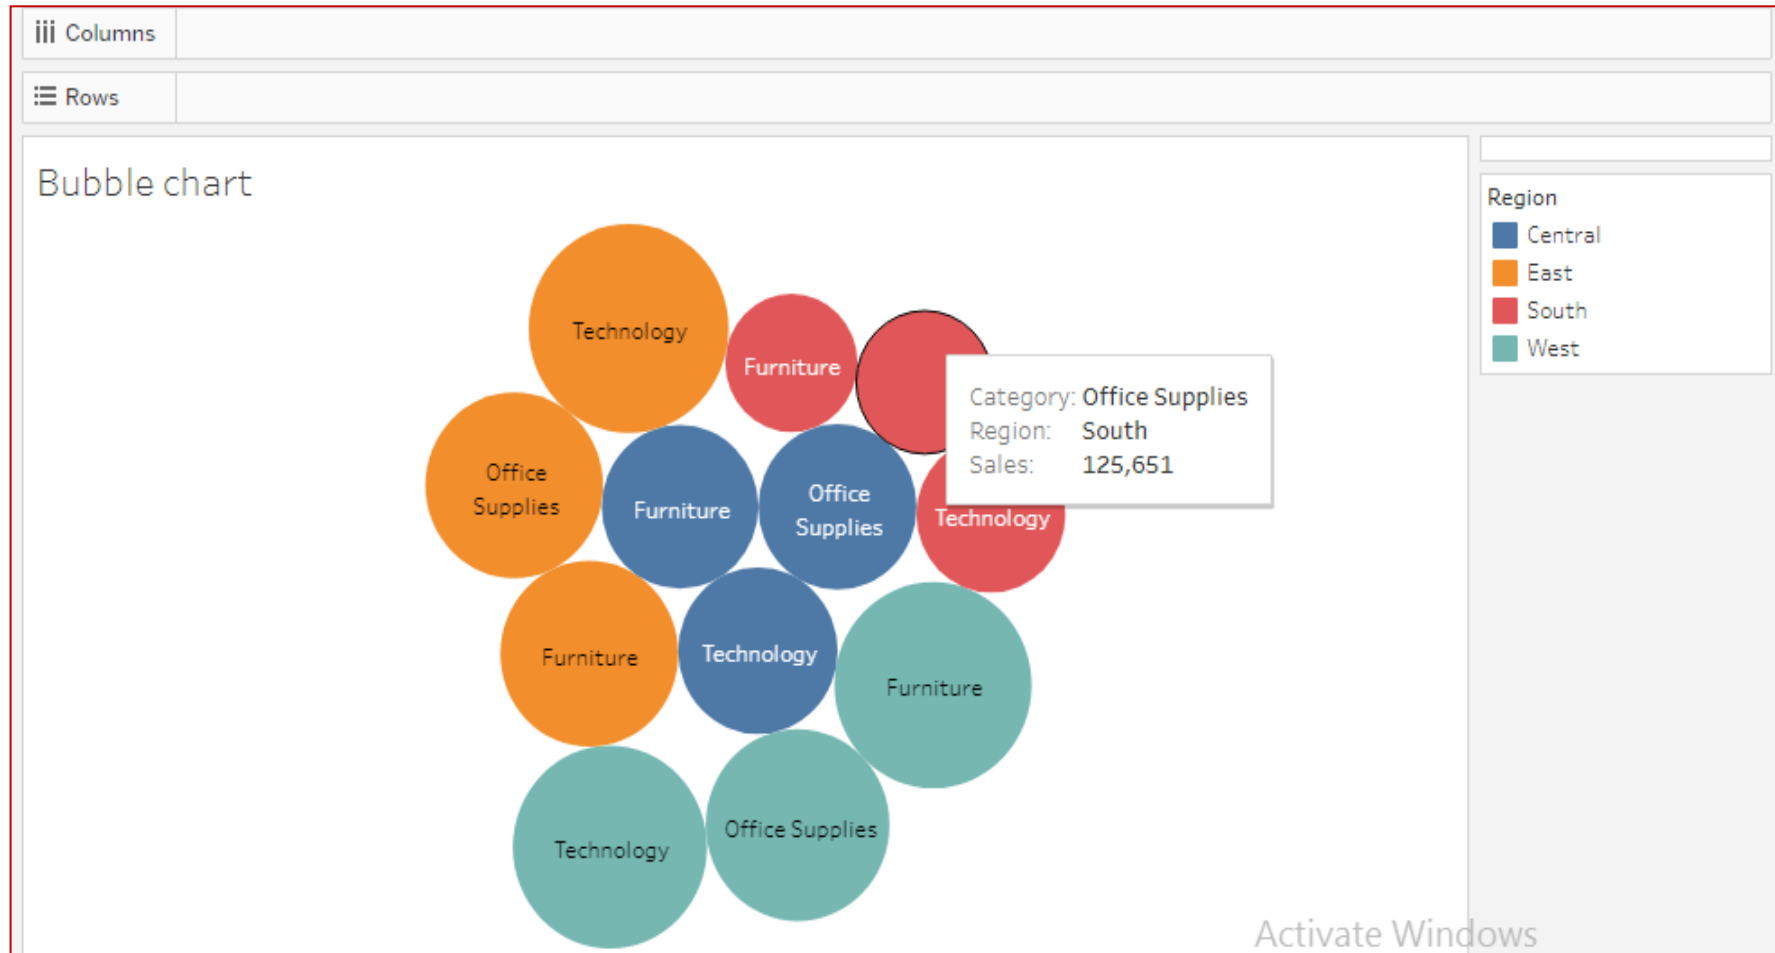 Columns
Rows
Bubble chart
Region
Central
East
South
West
Technology
Furniture
Category: Office Supplies
Region: South
Sales: 125,651
Office
Supplies
Furniture
Office
Supplies
Technology
Furniture
Technology
Furniture
Technology
Office Supplies
Activate Windows